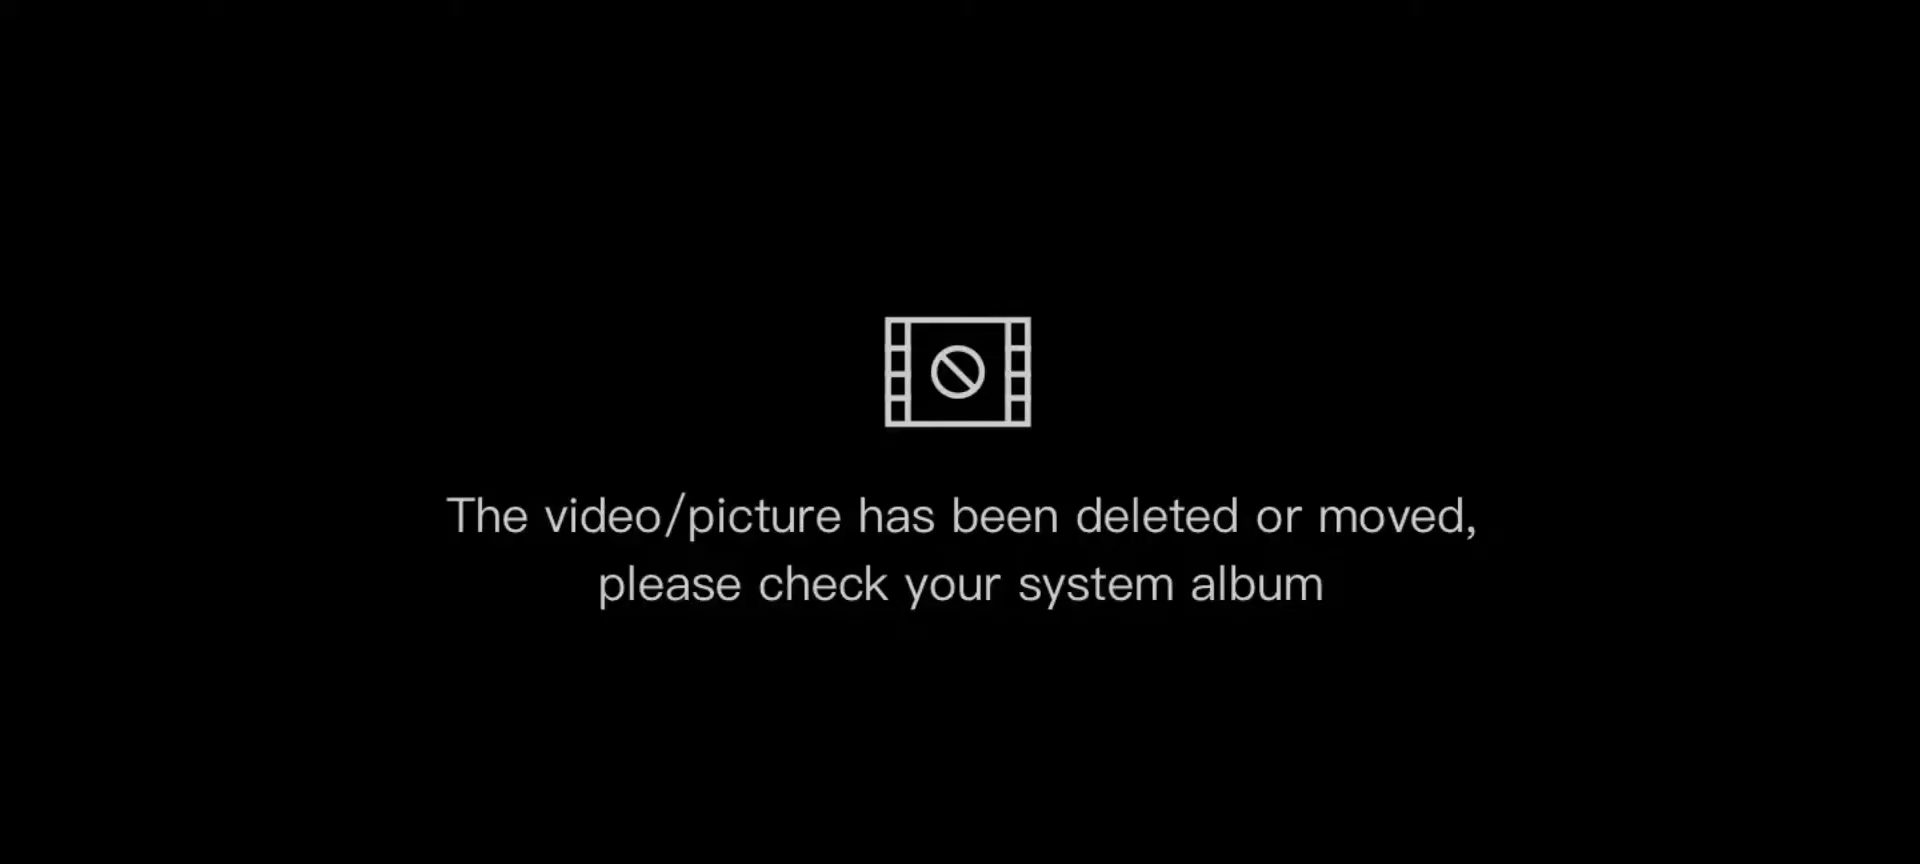 The video/picture has been deleted or moved,
please check your system album